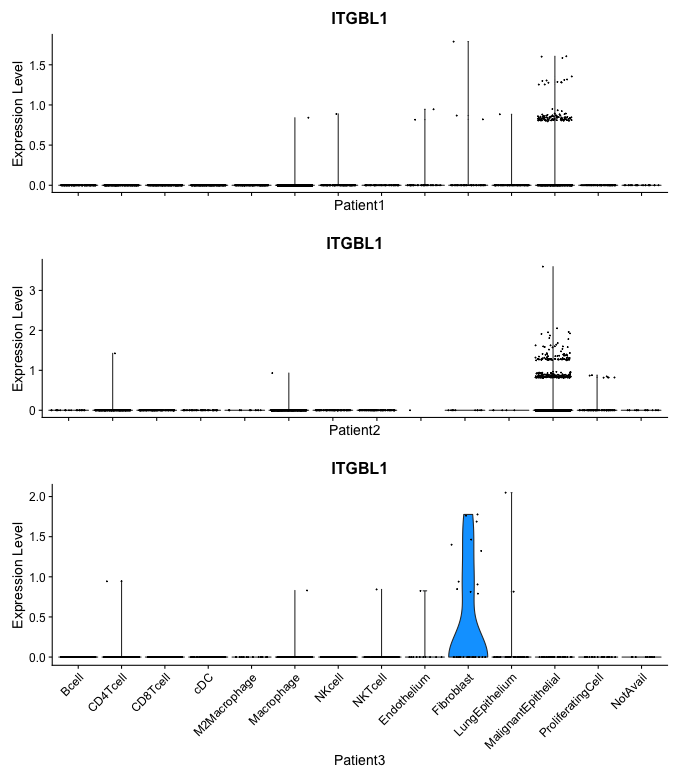 ITGBL1
Expression Level
1.5
1.0
0.5
0.0
Patient1
ITGBL1
Expression Level
3
2
1
0
Patient2
ITGBL1
Expression Level
2.0
1.5
1.0
0.5
0.0
Bcell
CD4Tcell
CD8Tcell
cDC
M2Macrophage
Macrophage
NKcell
NKTcell
Endothelium
Fibroblast
LungEpithelium
MalignantEpithelial
ProliferatingCell
NotAvail
Patient3